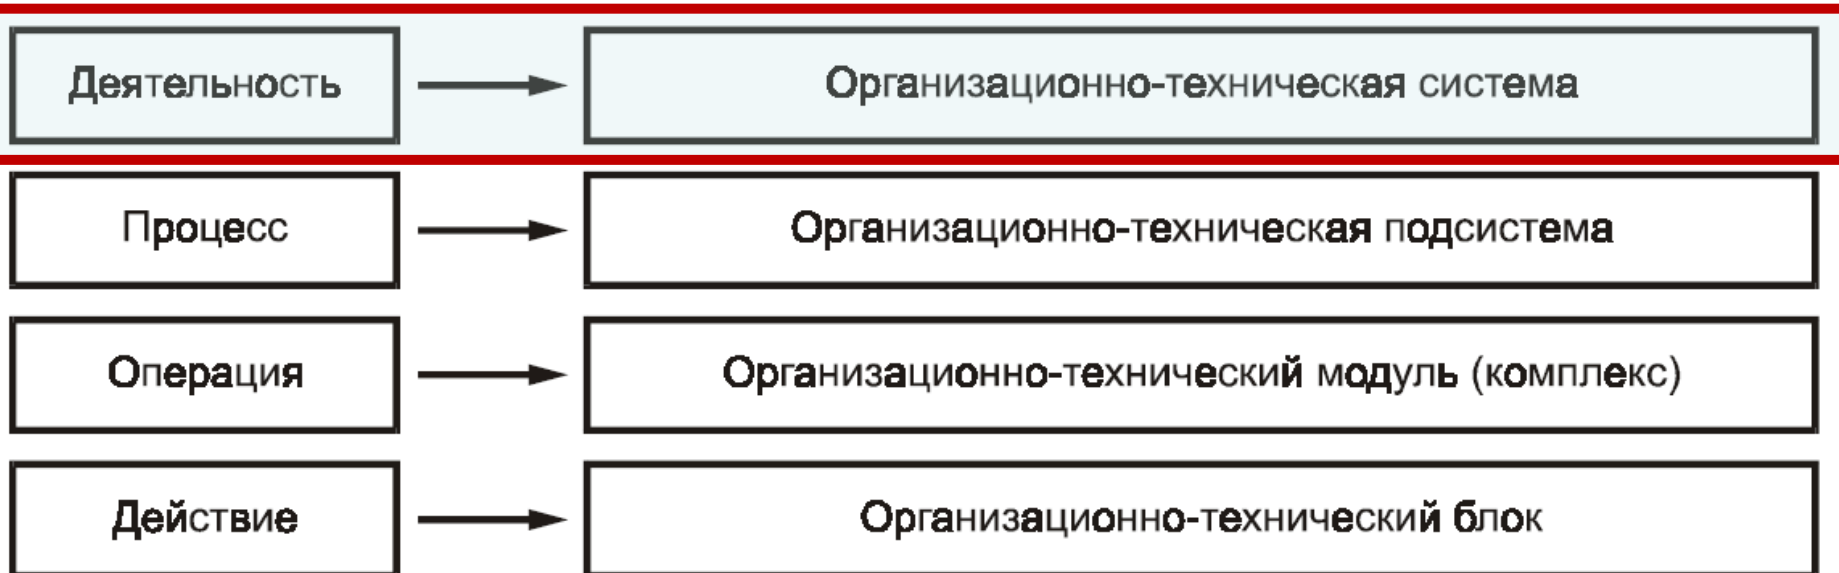 Деятельность
Организационно-техническая система
Процесс
Организационно-техническая подсистема
Операция
Организационно-технический модуль (комплекс)
Действие
Организационно-технический блок